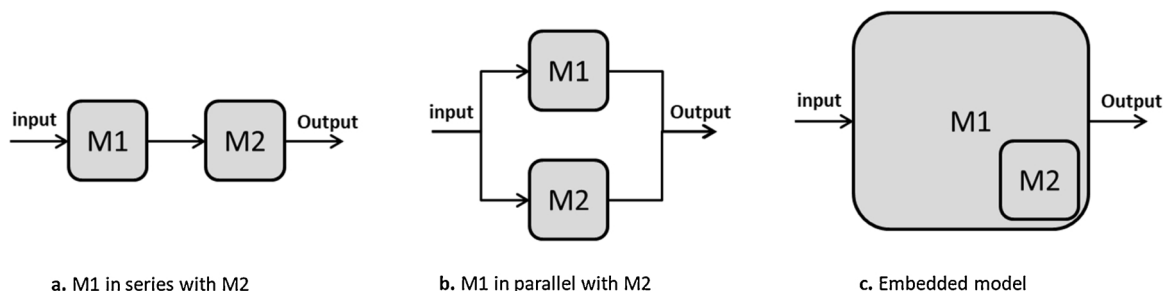 input
M1
M2
Output
a. M1 in series with M2
input
M1
M2
Output
b. M1 in parallel with M2
input
M1
M2
Output
c. Embedded model